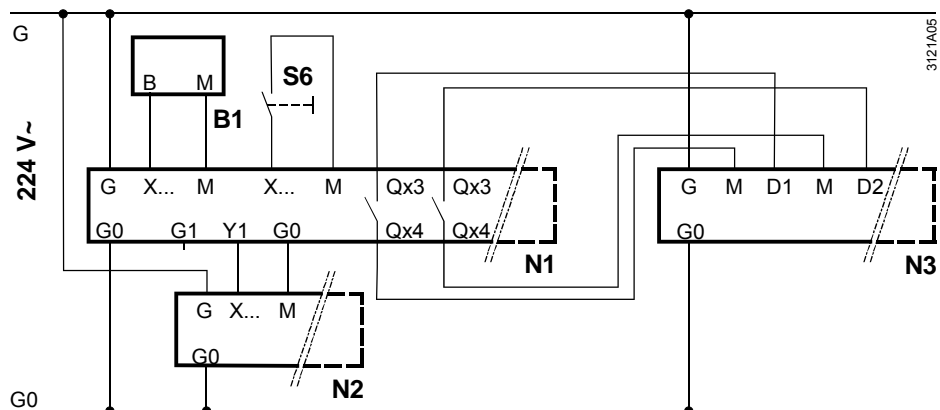 G
3121A05
S6
B M
B1
224 V~
G X... M X... M Qx3 Qx3
G M D1 M D2
Qx4 Qx4
G0 G1 Y1 G0
G0
N1
N3
G X... M
G0
N2
G0